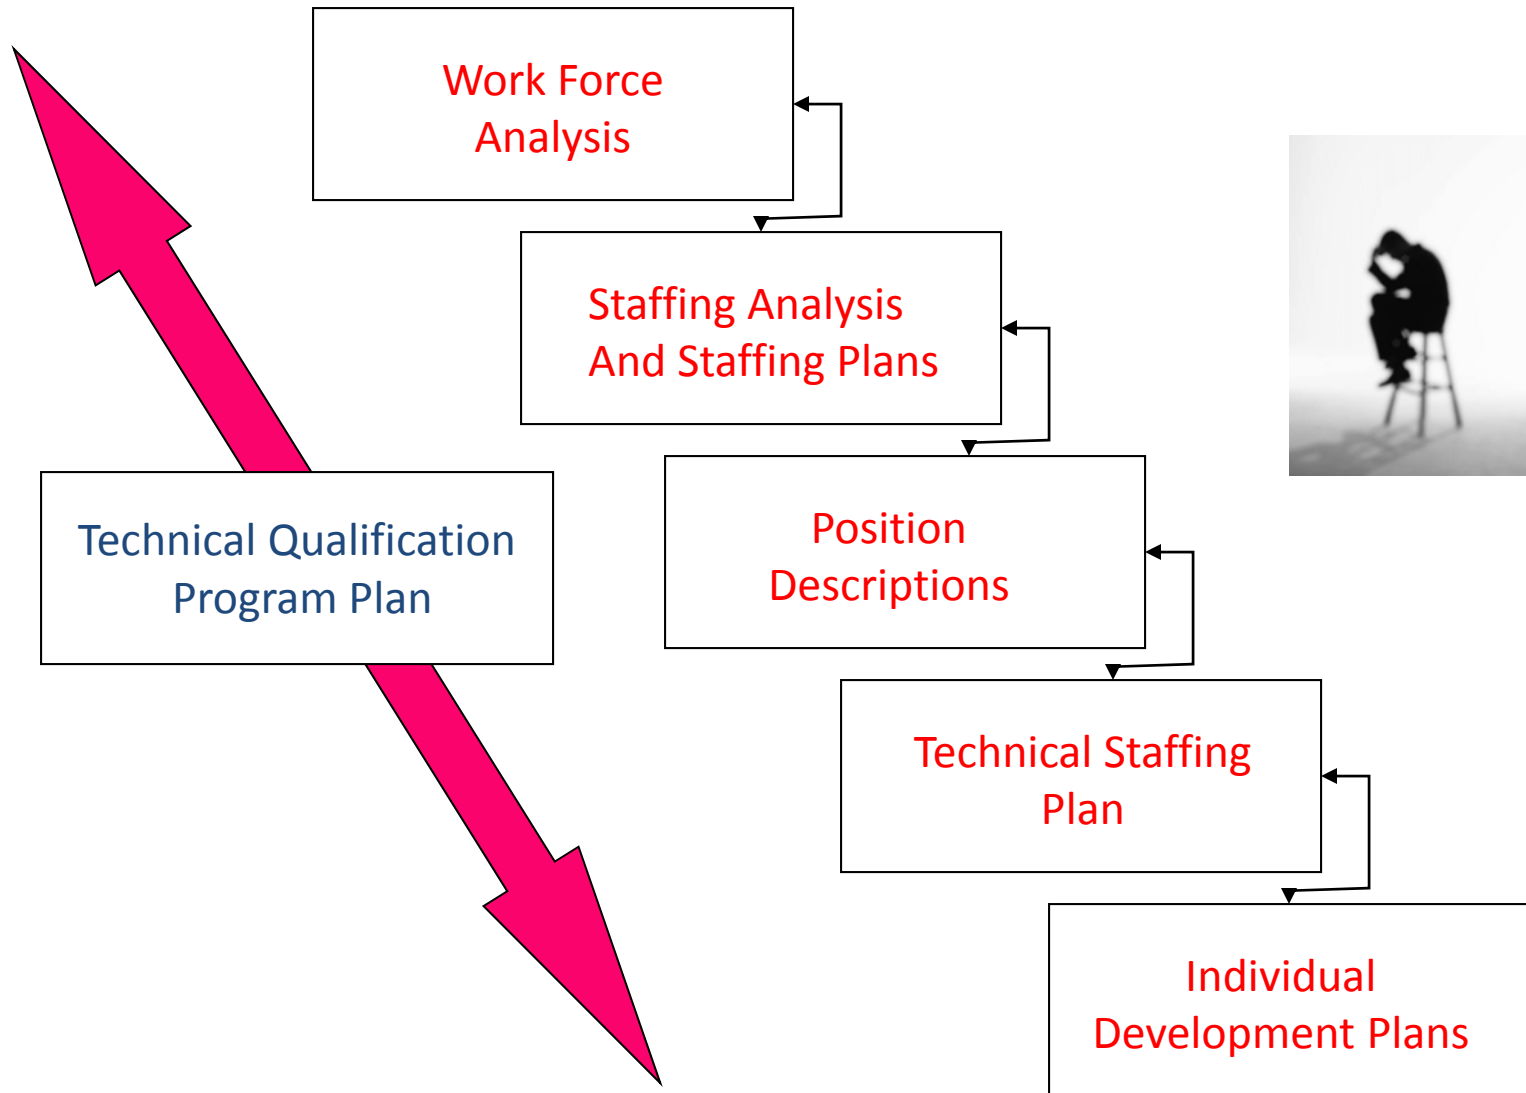 Work Force
Analysis
Staffing Analysis
And Staffing Plans
Technical Qualification
Program Plan
Position
Descriptions
Technical Staffing
Plan
Individual
Development Plans